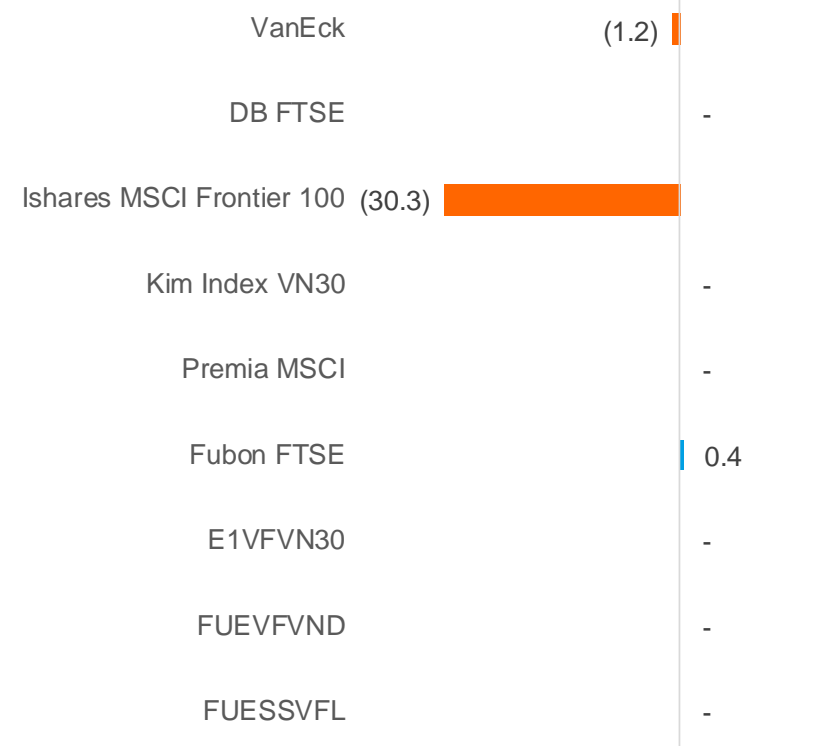 VanEck (1.2)
DB FTSE -
Ishares MSCI Frontier 100 (30.3)
Kim Index VN30 -
Premia MSCI -
Fubon FTSE 0.4
E1VFVN30 -
FUEVFVND -
FUESSVFL -